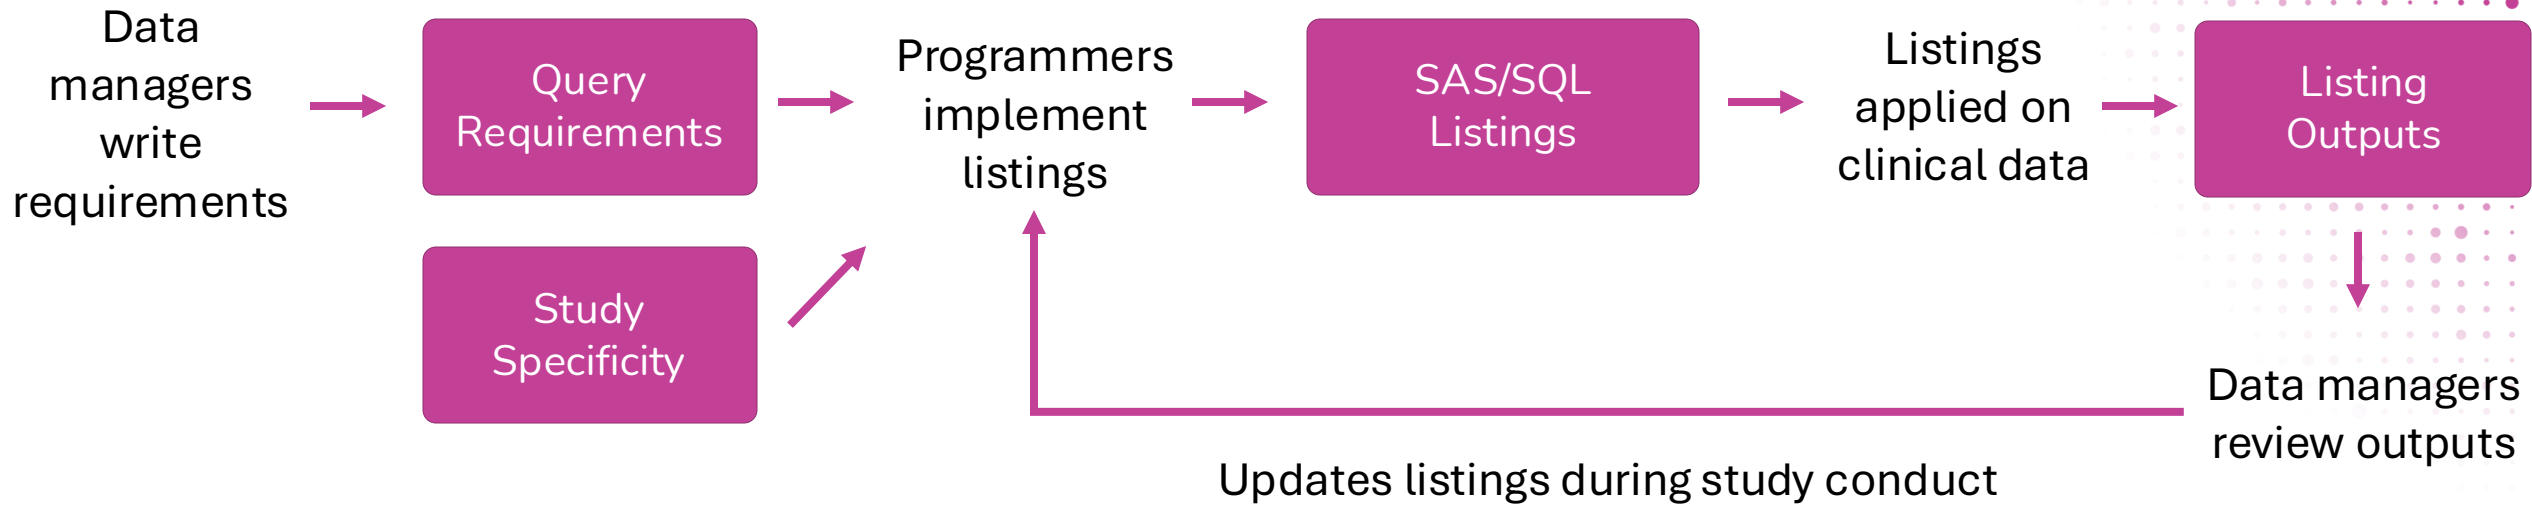 Data
managers
write
requirements
Query
Requirements
Study
Specificity
Programmers
implement
listings
SAS/SQL
Listings
Listings
applied on
clinical data
Listing
Outputs
Data managers
review outputs
Updates listings during study conduct